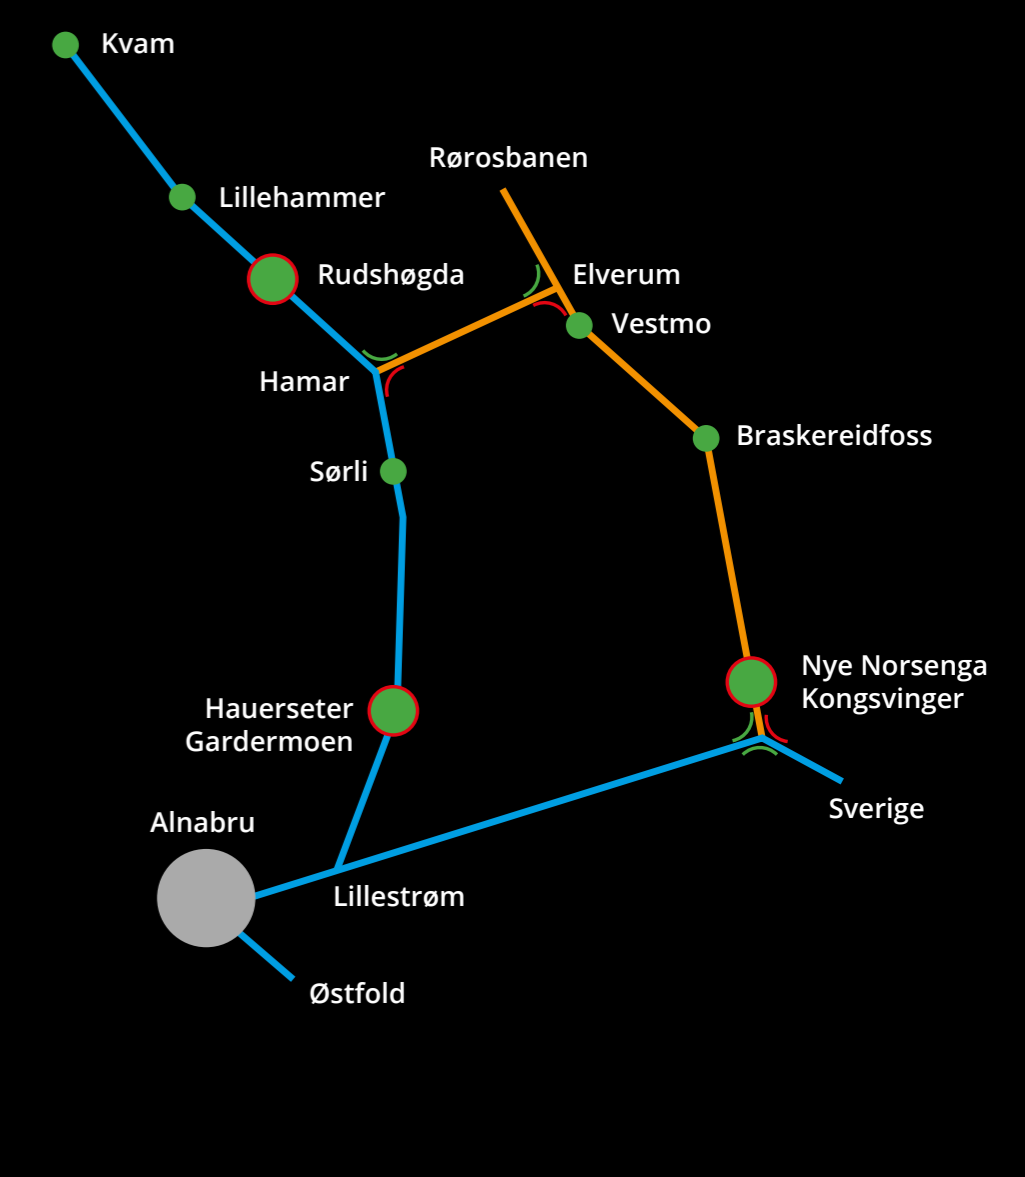 Kvam
Rørosbanen
Lillehammer
Rudshøgda
Elverum
Vestmo
Hamar
Braskereidfoss
Sørli
Nye Norsenga
Kongsvinger
Hauerseter
Gardermoen
Sverige
Alnabru
Lillestrøm
Østfold